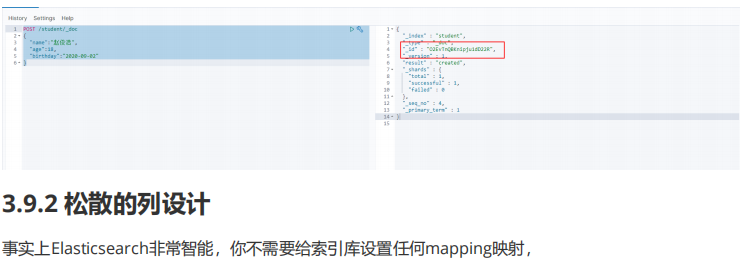 History Settings Help
1 POST /student/_doc
2 {
3 "name":"赵俊浩",
4 "age":18,
5 "birthday":"2020-09-02"
6 }
1 {
2 "_index" : "student",
3 "_type" : "_doc",
4 "_id" :
5 "_version" : 1,
6 "result" : "created",
7 "_shards" : {
8 "total" : 1,
9 "successful" : 1,
10 "failed" : 0
11 },
12 "_seq_no" : 4,
13 "_primary_term" : 1
14 }
15
3.9.2 松散的列设计
事实上Elasticsearch非常智能，你不需要给索引库设置任何mapping映射，